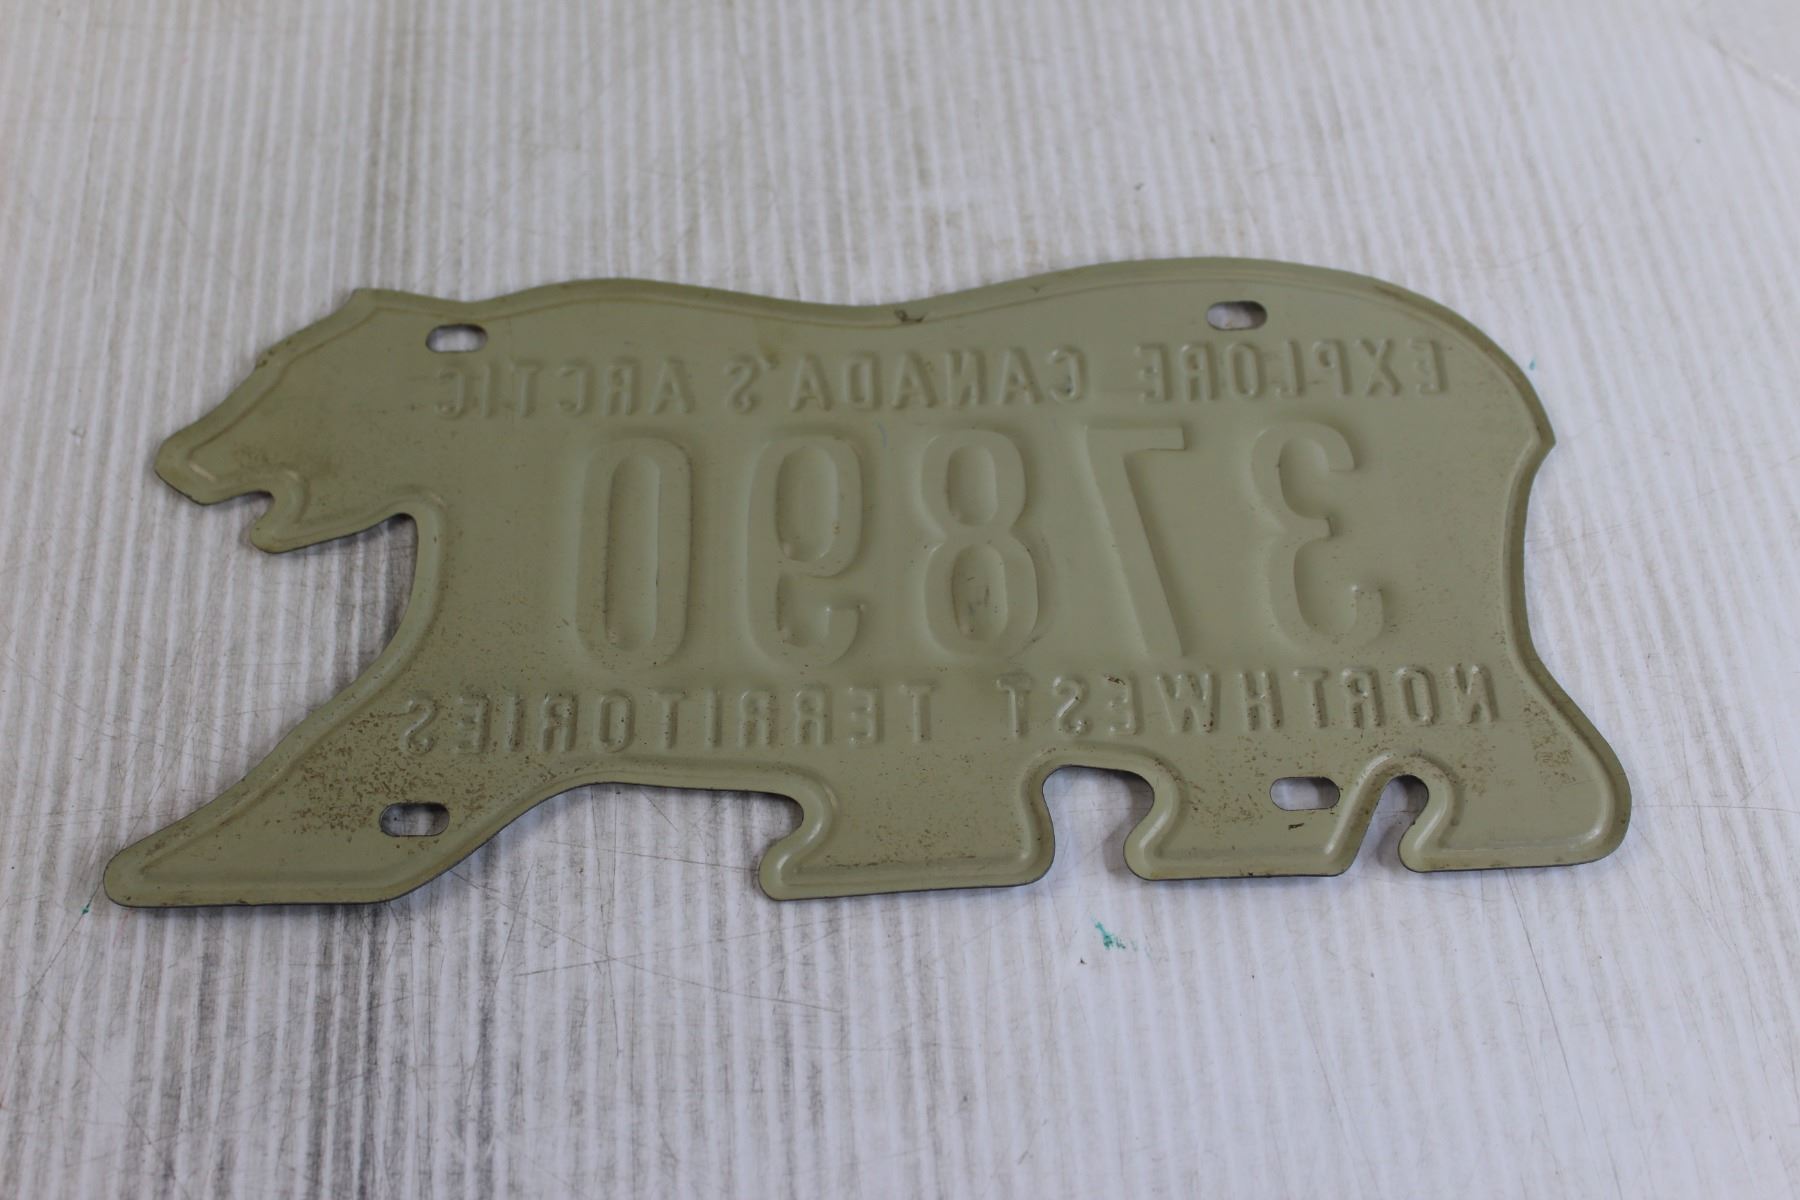 EXPLORE CANADA'S ARCTIC
37890
NORTHWEST TERRITORIES